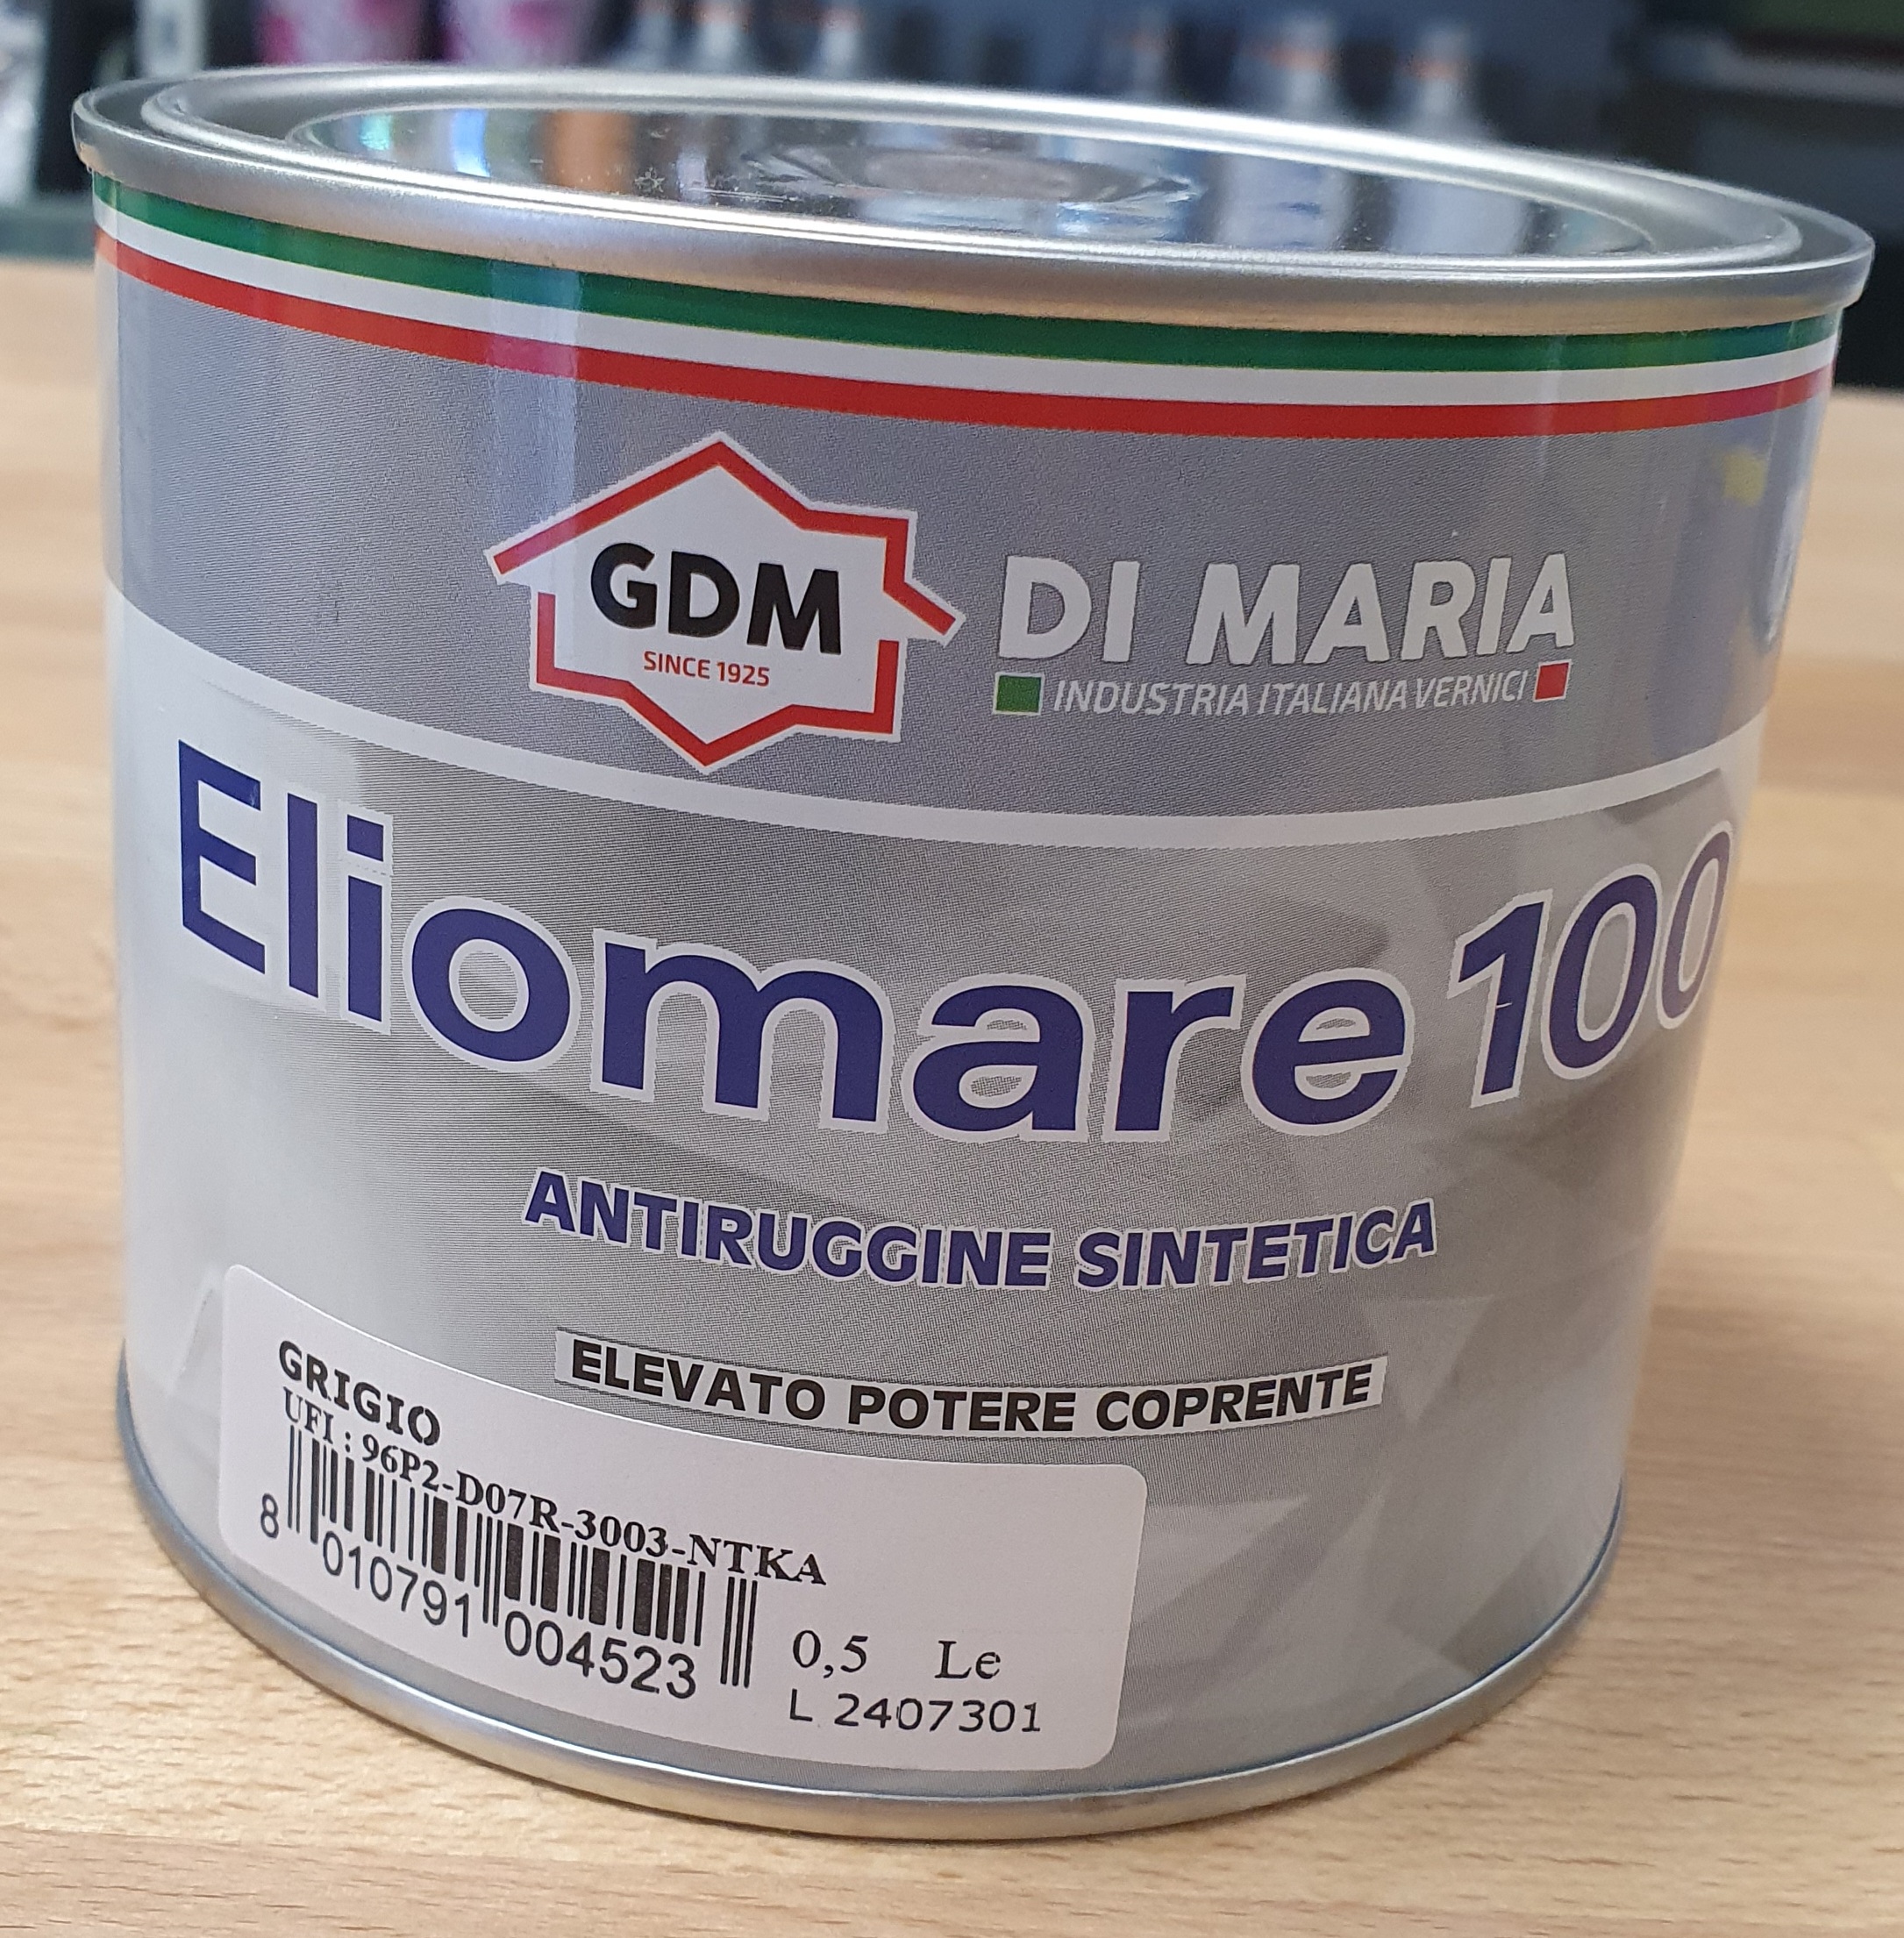 GDM
SINCE 1925
DI MARIA
INDUSTRIA ITALIANA VERNICI
Eliomare 100
ANTIRUGGINE SINTETICA
ELEVATO POTERE COPRENTE
GRIGIO
UFI : 96P2-D07R-3003-NTKA
8 010791 004523
0,5 Le
L 2407301